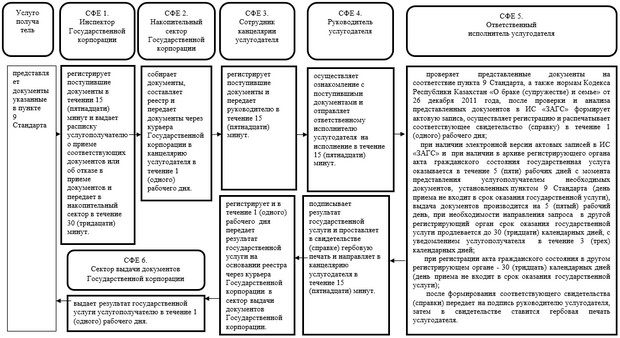 Услуго
получа
тель
СФЕ 1.
Инспектор
Государственной
корпорации
СФЕ 2.
Накопительный
сектор
Государственной
корпорации
СФЕ 3.
Сотрудник
канцелярии
услугодателя
СФЕ 4.
Руководитель
услугодателя
СФЕ 5.
Ответственный
исполнитель услугодателя
представля
ет
документы
указанные
в пункте
9
Стандарта
регистрирует
поступившие
документы в
течении 15
(пятнадцати)
минут и выдает
расписку
услугополучателю
о приеме
соответствующих
документов или
об отказе в
приеме
документов и
передает в
накопительный
сектор в течение
30 (тридцати)
минут.
собирает
документы,
составляет
реестр и
передает
документы через
курьера
Государственной
корпорации в
канцелярию
услугодателя в
течение 1
(одного)
рабочего дня.
регистрирует
поступившие
документы и
передает
руководителю в
течение 15
(пятнадцати)
минут.
осуществляет
ознакомление с
поступившими
документами и
отправляет
ответственному
исполнителю
услугодателя на
исполнение в течение
15 (пятнадцати)
минут.
проверяет представленные документы на
соответствие пункта 9 Стандарта, а также нормам Кодекса
Республики Казахстан «О браке (супружестве) и семье» от
26 декабря 2011 года, после проверки и анализа
представленных документов в ИС «ЗАГС» формирует
актовую запись, осуществляет регистрацию и распечатывает
соответствующее свидетельство (справку) в течение 1
(одного) рабочего дня;
при наличии электронной версии актовых записей в ИС
«ЗАГС» и при наличии в архиве регистрирующего органа
акта гражданского состояния государственная услуга
оказывается в течение 5 (пяти) рабочих дней с момента
представления услугополучателем необходимых
документов, установленных пунктом 9 Стандарта (день
приема не входит в срок оказания государственной услуги),
выдача документов производится на 5 (пятый) рабочий
день, при необходимости направления запроса в другой
регистрирующий орган срок оказания государственной
услуги продлевается до 30 (тридцати) календарных дней, с
уведомлением услугополучателя в течение 3 (трех)
календарных дней;
при регистрации акта гражданского состояния в другом
регистрирующем органе - 30 (тридцать) календарных дней
(день приема не входит в срок оказания государственной
услуги);
после формирования соответствующего свидетельства
(справки) передает на подпись руководителю услугодателя,
затем в свидетельстве ставится гербовая печать
услугодателя.
подписывает
результат
государственной
услуги и проставляет
в свидетельстве
(справке) гербовую
печать и направляет в
канцелярию
услугодателя в
течение 15
(пятнадцати) минут.
регистрирует и в
течение 1 (одного)
рабочего дня
передает
результат
государственной
услуги на
основании реестра
через курьера
Государственной
корпорации в
сектор выдачи
документов
Государственной
корпорации.
СФЕ 6.
Сектор выдачи документов
Государственной корпорации
выдает результат государственной
услуги услугополучателю в течение 1
(одного) рабочего дня.